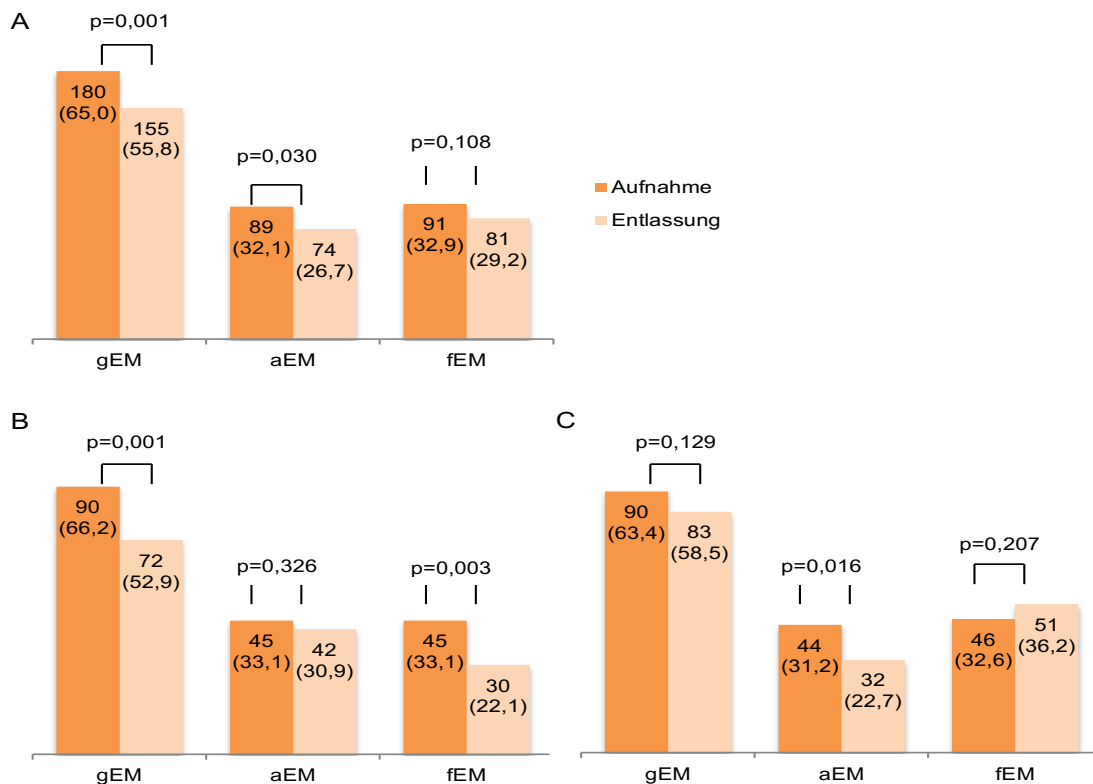 A
p=0,001
180
(65,0)
155
(55,8)
p=0,030
89
(32,1)
74
(26,7)
p=0,108
91
(32,9)
81
(29,2)
Aufnahme
Entlassung
gEM
aEM
fEM
B
p=0,001
90
(66,2)
72
(52,9)
p=0,326
45
(33,1)
42
(30,9)
p=0,003
45
(33,1)
30
(22,1)
gEM
aEM
fEM
C
p=0,129
90
(63,4)
83
(58,5)
p=0,016
44
(31,2)
32
(22,7)
p=0,207
46
(32,6)
51
(36,2)
gEM
aEM
fEM